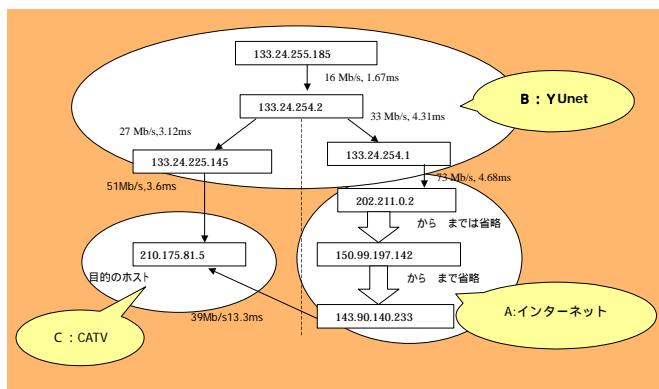 133.24.255.185
16 Mb/s, 1.67ms
B：YUnet
133.24.254.2
33 Mb/s, 4.31ms
27 Mb/s,3.12ms
133.24.225.145
133.24.254.1
51Mb/s,3.6ms
73 Mb/s, 4.68ms
202.211.0.2
から　までは省略
210.175.81.5
150.99.197.142
目的のホスト
から　まで省略
39Mb/s13.3ms
143.90.140.233
A:インターネット
C：CATV